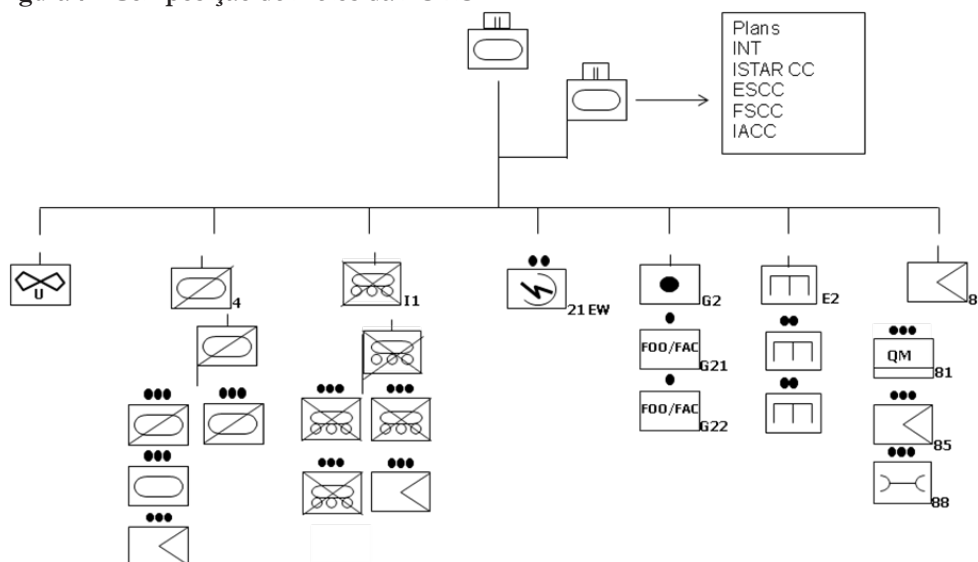 Plans
INT
ISTAR CC
ESCC
FSCC
IACC
U
4
I1
21 EW
G2
E2
8
FOO/FAC
G21
FOO/FAC
G22
QM
81
85
88